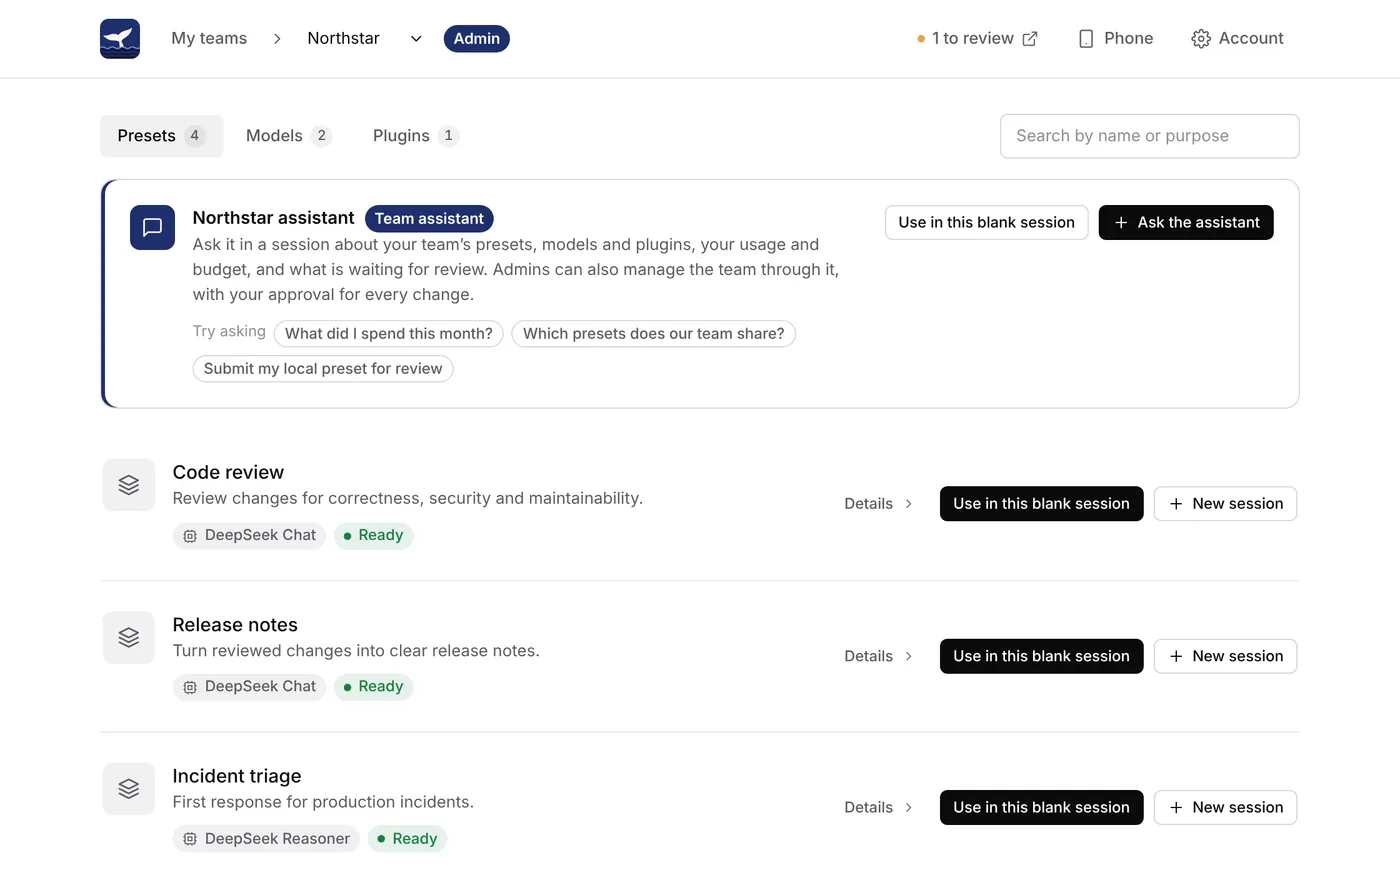 My teams
Northstar
Admin
1 to review
Phone
Account
Presets 4
Models 2
Plugins 1
Search by name or purpose
Northstar assistant
Team assistant
Ask it in a session about your team’s presets, models and plugins, your usage and
budget, and what is waiting for review. Admins can also manage the team through it,
with your approval for every change.
Use in this blank session
+ Ask the assistant
Try asking
What did I spend this month?
Which presets does our team share?
Submit my local preset for review
Code review
Review changes for correctness, security and maintainability.
DeepSeek Chat
Ready
Details
Use in this blank session
+ New session
Release notes
Turn reviewed changes into clear release notes.
DeepSeek Chat
Ready
Details
Use in this blank session
+ New session
Incident triage
First response for production incidents.
DeepSeek Reasoner
Ready
Details
Use in this blank session
+ New session